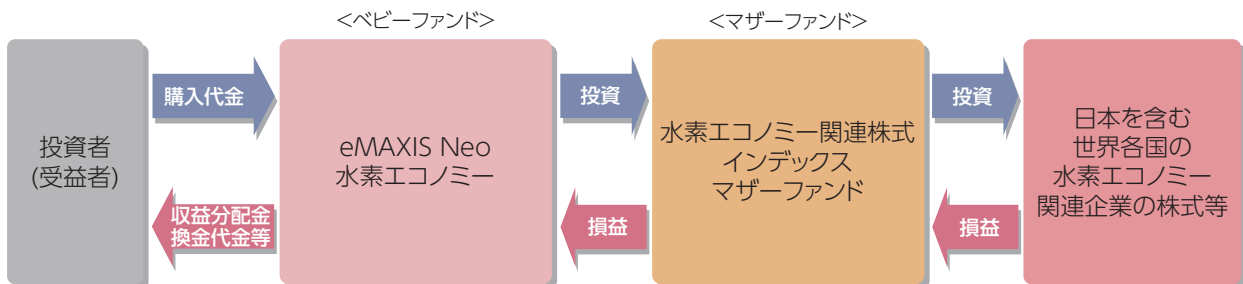 <ベビーファンド>
<マザーファンド>
投資者
(受益者)
購入代金
収益分配金
換金代金等
eMAXIS Neo
水素エコノミー
投資
損益
水素エコノミー関連株式
インデックス
マザーファンド
投資
損益
日本を含む
世界各国の
水素エコノミー
関連企業の株式等